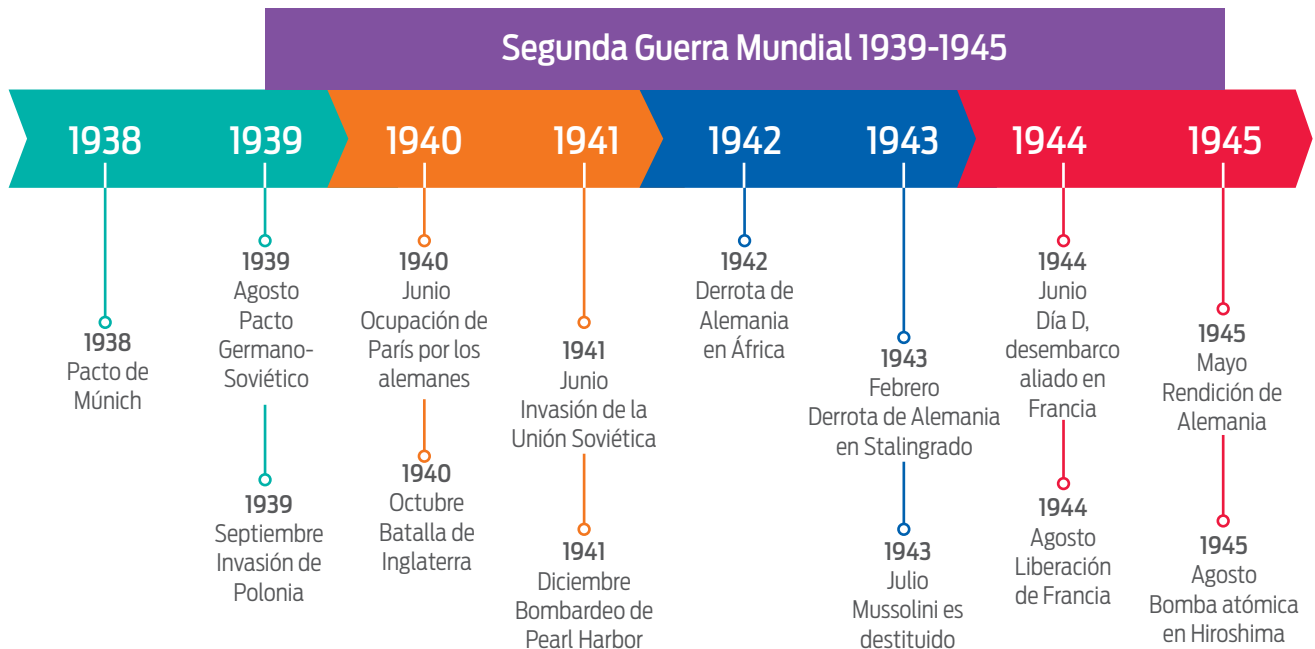 Segunda Guerra Mundial 1939-1945
1938
1939
1940
1941
1942
1943
1944
1945
1938
Pacto de
Múnich
1939
Agosto
Pacto
Germano-
Soviético
1939
Septiembre
Invasión de
Polonia
1940
Junio
Ocupación de
París por los
alemanes
1940
Octubre
Batalla de
Inglaterra
1941
Junio
Invasión de la
Unión Soviética
1941
Diciembre
Bombardeo de
Pearl Harbor
1942
Derrota de
Alemania
en África
1943
Febrero
Derrota de Alemania
en Stalingrado
1943
Julio
Mussolini es
destituido
1944
Junio
Día D,
desembarco
aliado en
Francia
1944
Agosto
Liberación
de Francia
1945
Mayo
Rendición de
Alemania
1945
Agosto
Bomba atómica
en Hiroshima